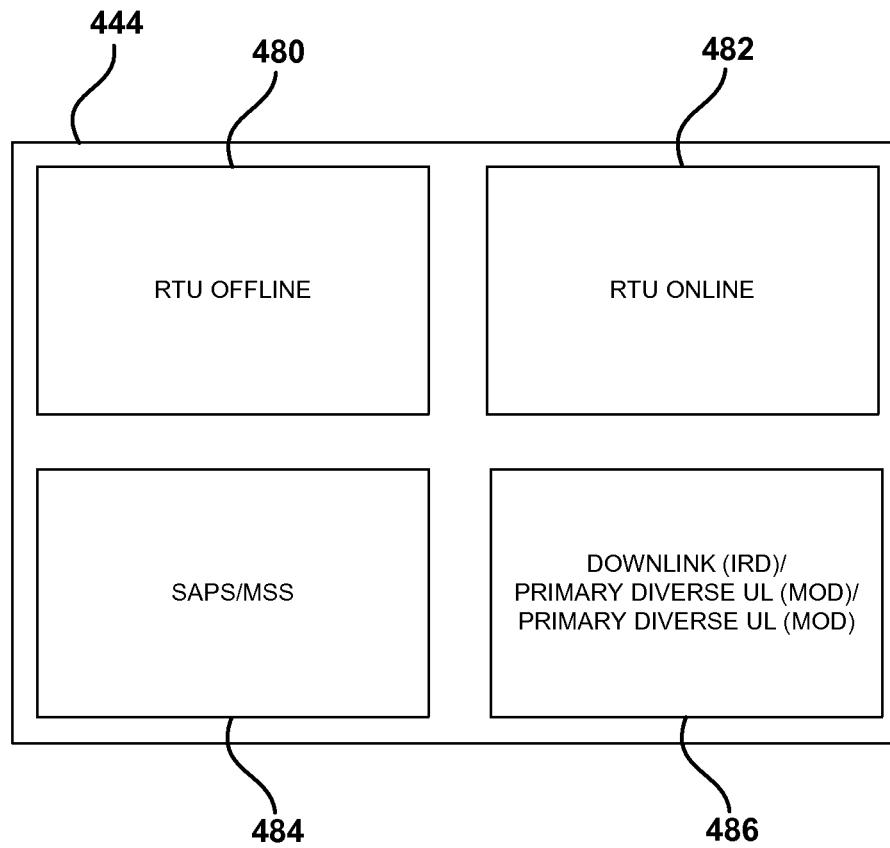 444
480
482
RTU OFFLINE
RTU ONLINE
SAPS/MSS
DOWNLINK (IRD)/
PRIMARY DIVERSE UL (MOD)/
PRIMARY DIVERSE UL (MOD)
484
486